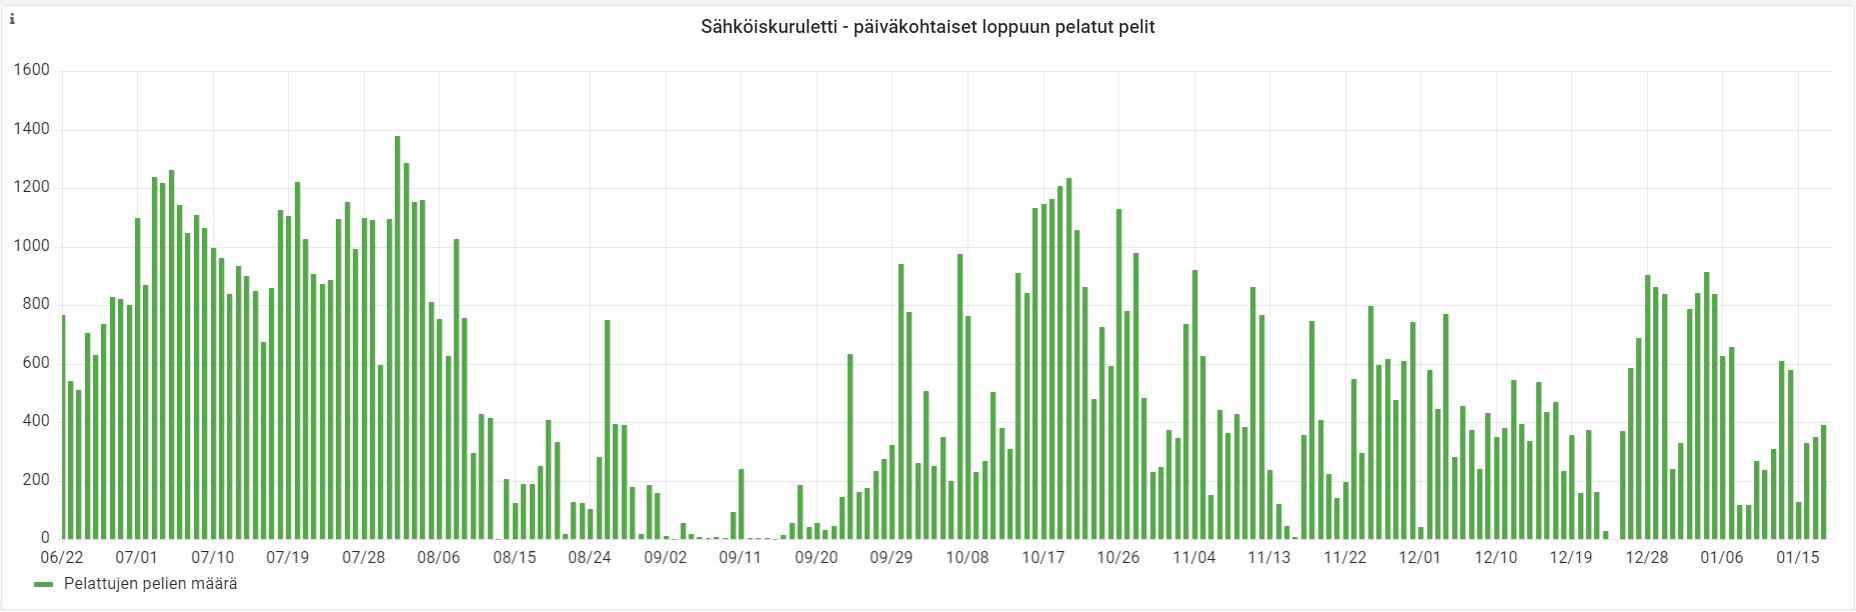 i
Sähköiskuruletti - päiväkohtaiset loppuun pelatut pelit
1600
1400
1200
1000
800
600
400
200
0
06/22 07/01 07/10 07/19 07/28 08/06 08/15 08/24 09/02 09/11 09/20 09/29 10/08 10/17 10/26 11/04 11/13 11/22 12/01 12/10 12/19 12/28 01/06 01/15
Pelattujen pelien määrä